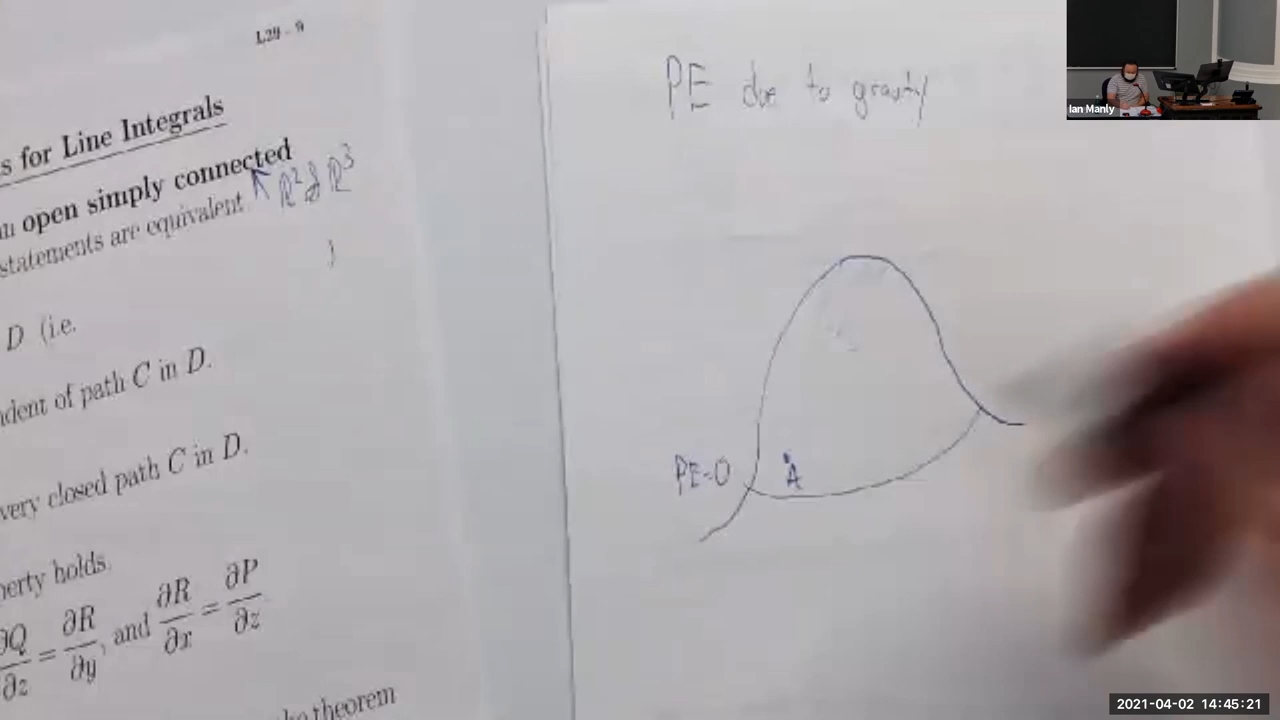 L29 - 9
s for Line Integrals
an open simply connected
statements are equivalent ℝ² & ℝ³
D (i.e.
ndent of path C in D.
very closed path C in D.
perty holds.
∂Q/∂z = ∂R/∂y, and ∂R/∂x = ∂P/∂z
theorem
PE due to gravity
PE=0
A
Ian Manly
2021-04-02 14:45:21